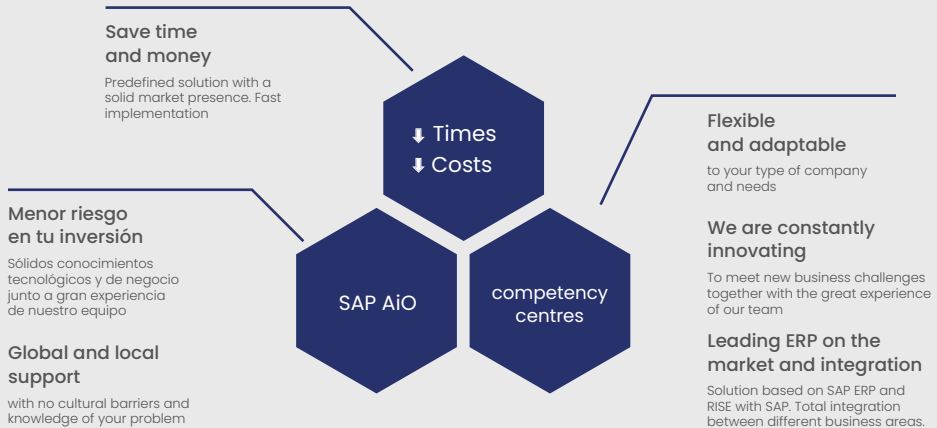 Save time
and money
Predefined solution with a
solid market presence. Fast
implementation
⬇ Times
⬇ Costs
Menor riesgo
en tu inversión
Sólidos conocimientos
tecnológicos y de negocio
junto a gran experiencia
de nuestro equipo
Global and local
support
with no cultural barriers and
knowledge of your problem
SAP AiO
competency
centres
Flexible
and adaptable
to your type of company
and needs
We are constantly
innovating
To meet new business challenges
together with the great experience
of our team
Leading ERP on the
market and integration
Solution based on SAP ERP and
RISE with SAP. Total integration
between different business areas.